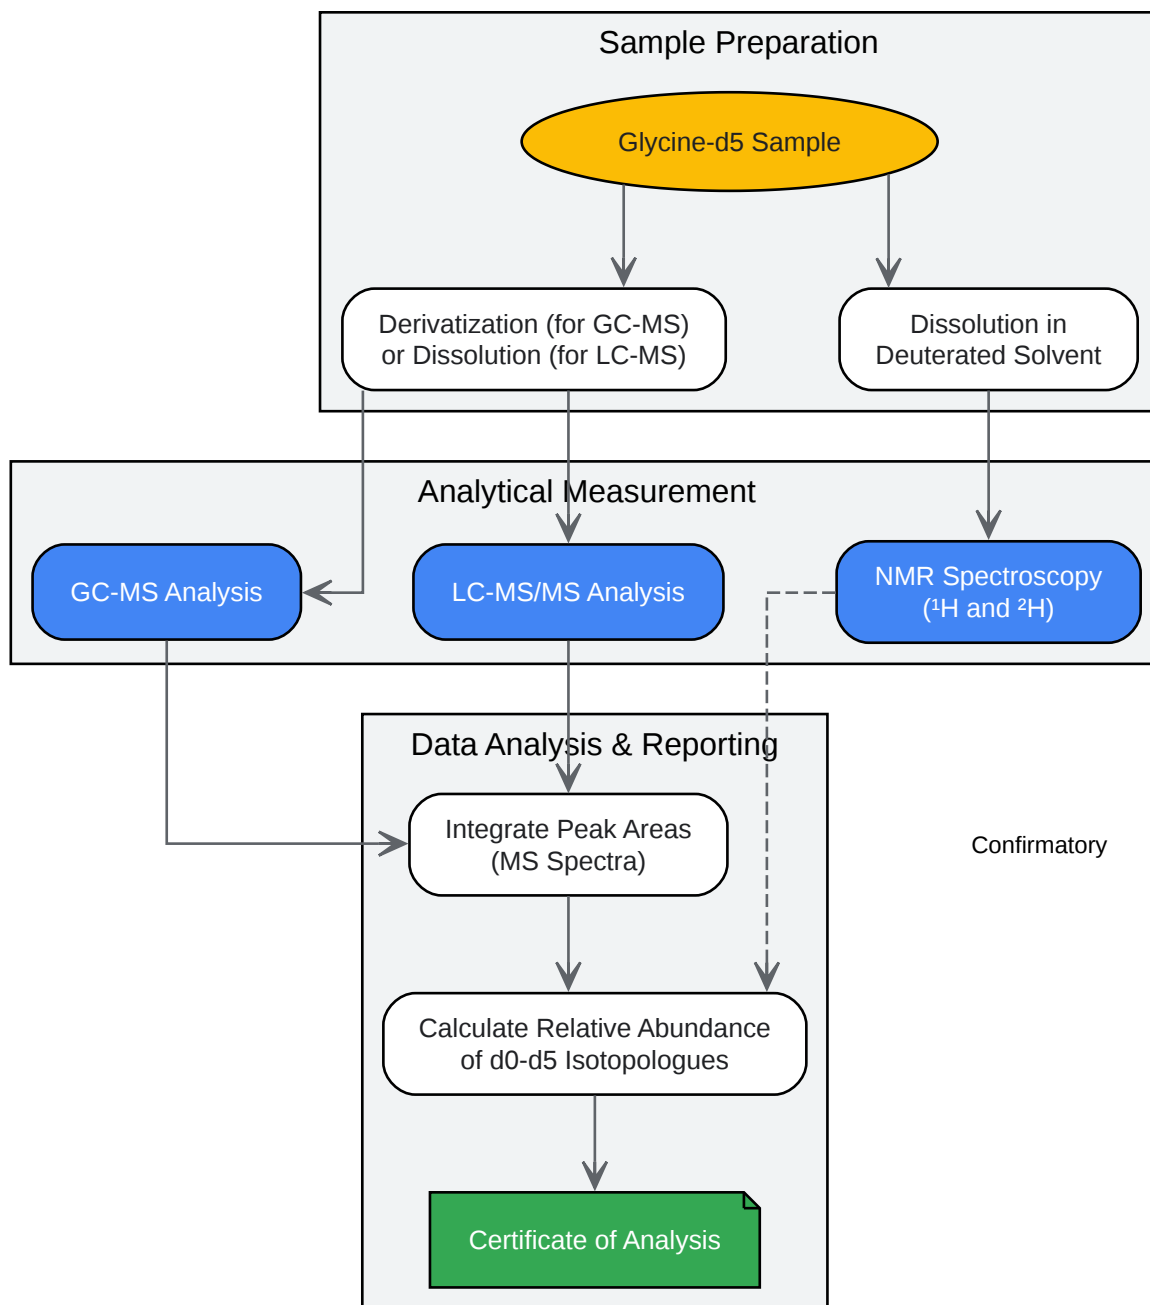 Sample Preparation
Glycine-d5 Sample
Derivatization (for GC-MS)
or Dissolution (for LC-MS)
Dissolution in
Deuterated Solvent
Analytical Measurement
GC-MS Analysis
LC-MS/MS Analysis
NMR Spectroscopy
(¹H and ²H)
Data Analysis & Reporting
Integrate Peak Areas
(MS Spectra)
Confirmatory
Calculate Relative Abundance
of d0-d5 Isotopologues
Certificate of Analysis